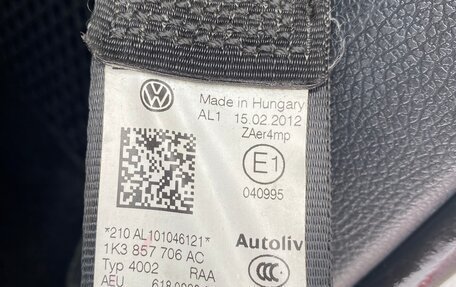 Made in Hungary
AL1 15.02.2012
ZAer4mp
E1
040995
*210 AL101046121*
1K3 857 706 AC
Autoliv
Typ 4002 RAA
AEU